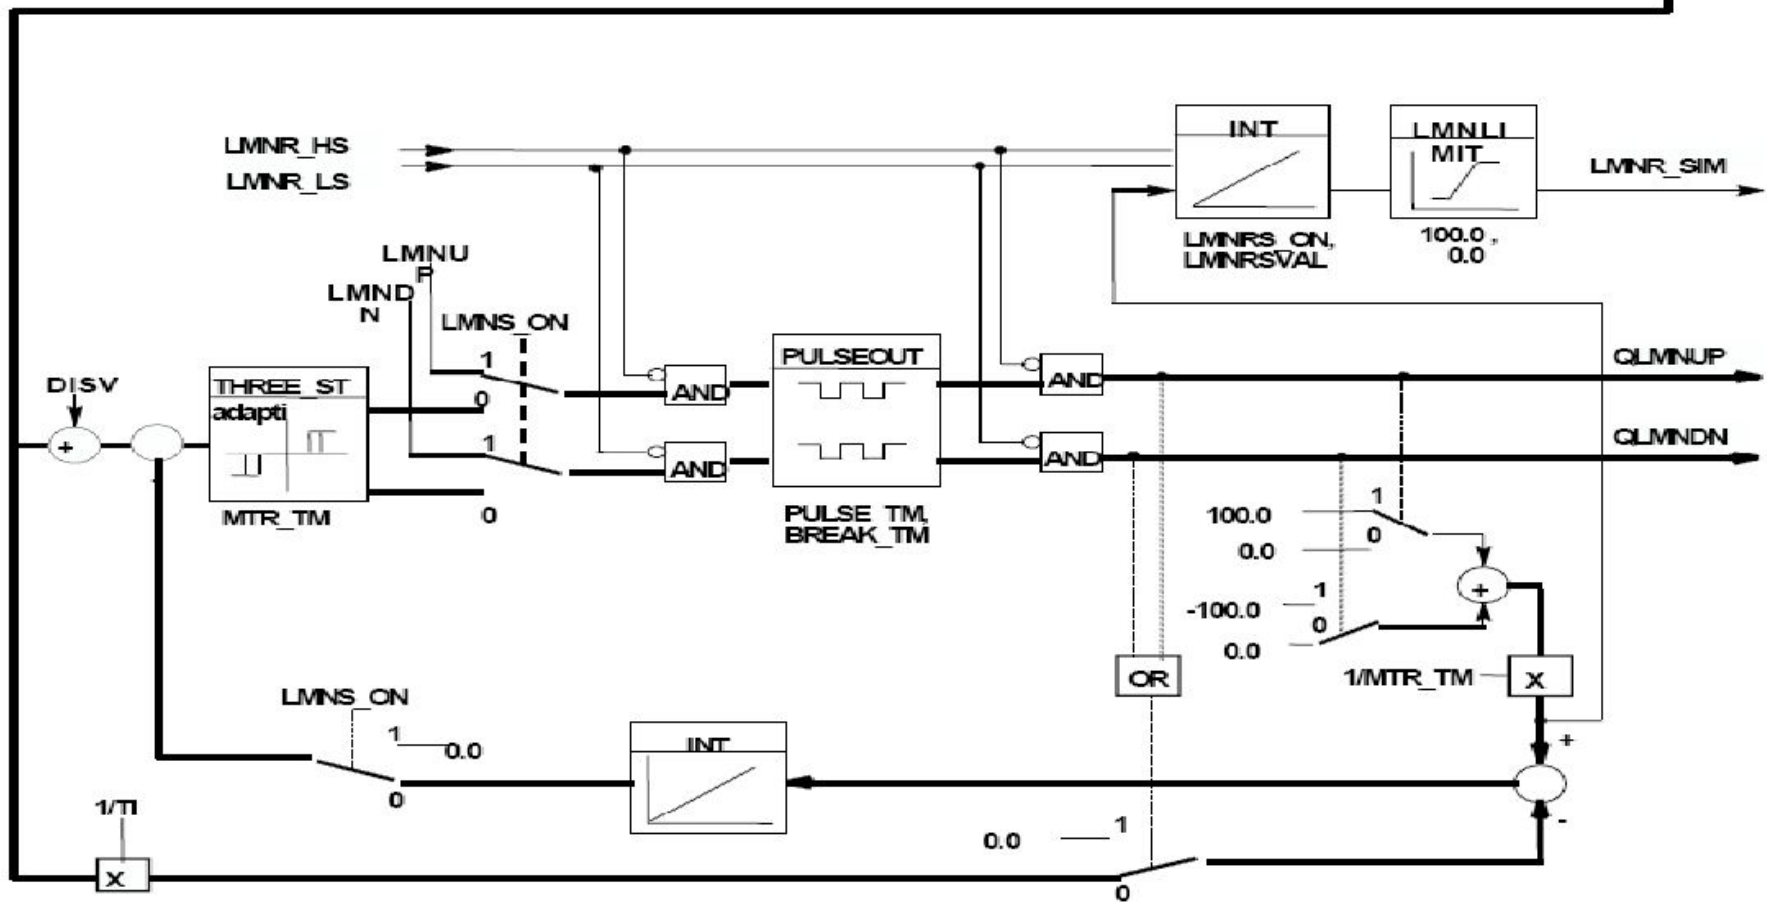 INT
LMNLI
MIT
LMNR_HS
LMNR_LS
LMNR_SIM
LMNRS_ON,
LMNRSVAL
100.0 ,
0.0
LMNU
P
LMND
N
LMNS_ON
1
0
1
0
DISV
+
THREE_ST
adapti
MTR_TM
AND
AND
PULSEOUT
PULSE_TM,
BREAK_TM
AND
AND
QLMNUP
QLMNDN
100.0
1
0
0.0
+
-100.0
1
0
0.0
OR
1/MTR_TM
X
+
-
LMNS_ON
1
0.0
0
INT
1/TI
X
0.0
1
0